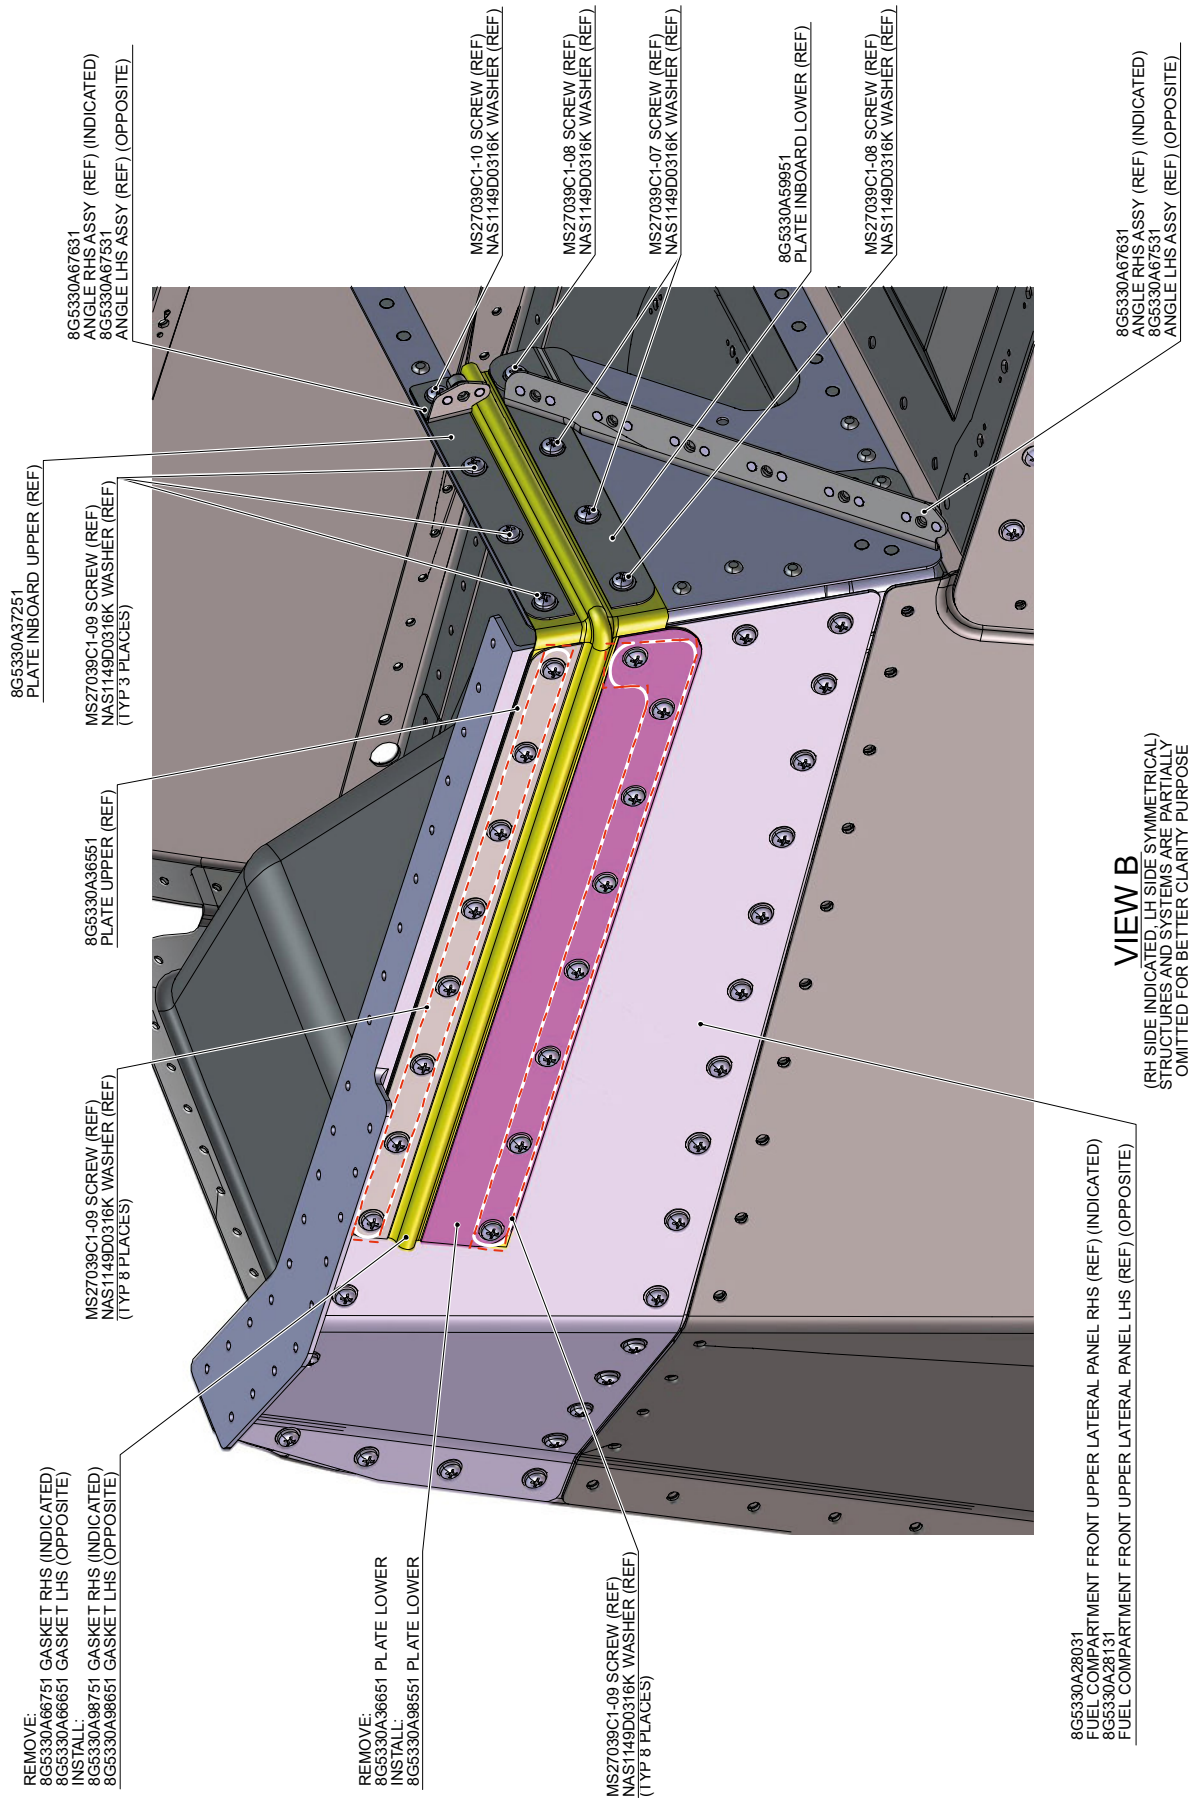 REMOVE:
8G5330A66751 GASKET RHS (INDICATED)
8G5330A66651 GASKET LHS (OPPOSITE)
INSTALL:
8G5330A98751 GASKET RHS (INDICATED)
8G5330A98651 GASKET LHS (OPPOSITE)
MS27039C1-09 SCREW (REF)
NAS1149D0316K WASHER (REF)
(TYP 8 PLACES)
8G5330A36551
PLATE UPPER (REF)
8G5330A37251
PLATE INBOARD UPPER (REF)
MS27039C1-09 SCREW (REF)
NAS1149D0316K WASHER (REF)
(TYP 3 PLACES)
8G5330A67631
ANGLE RHS ASSY (REF) (INDICATED)
8G5330A67531
ANGLE LHS ASSY (REF) (OPPOSITE)
REMOVE:
8G5330A36651 PLATE LOWER
INSTALL:
8G5330A98551 PLATE LOWER
MS27039C1-09 SCREW (REF)
NAS1149D0316K WASHER (REF)
(TYP 8 PLACES)
MS27039C1-10 SCREW (REF)
NAS1149D0316K WASHER (REF)
MS27039C1-08 SCREW (REF)
NAS1149D0316K WASHER (REF)
MS27039C1-07 SCREW (REF)
NAS1149D0316K WASHER (REF)
8G5330A59951
PLATE INBOARD LOWER (REF)
MS27039C1-08 SCREW (REF)
NAS1149D0316K WASHER (REF)
8G5330A67631
ANGLE RHS ASSY (REF) (INDICATED)
8G5330A67531
ANGLE LHS ASSY (REF) (OPPOSITE)
8G5330A28031
FUEL COMPARTMENT FRONT UPPER LATERAL PANEL RHS (REF) (INDICATED)
8G5330A28131
FUEL COMPARTMENT FRONT UPPER LATERAL PANEL LHS (REF) (OPPOSITE)
VIEW B
(RH SIDE INDICATED, LH SIDE SYMMETRICAL)
STRUCTURES AND SYSTEMS ARE PARTIALLY
OMITTED FOR BETTER CLARITY PURPOSE